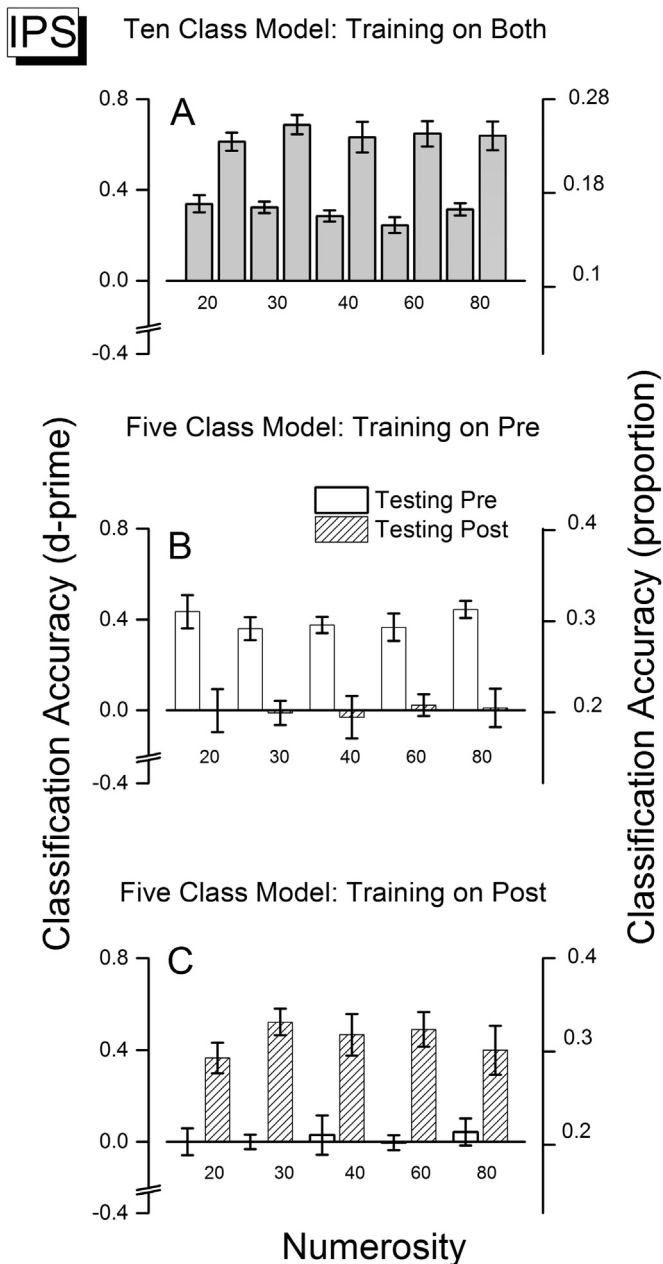 IPS
Ten Class Model: Training on Both
A
0.8
0.4
0.0
-0.4
0.28
0.18
0.1
20 30 40 60 80
Five Class Model: Training on Pre
Testing Pre
Testing Post
B
0.8
0.4
0.0
-0.4
0.4
0.3
0.2
20 30 40 60 80
Five Class Model: Training on Post
C
0.8
0.4
0.0
-0.4
0.4
0.3
0.2
20 30 40 60 80
Classification Accuracy (d-prime)
Classification Accuracy (proportion)
Numerosity